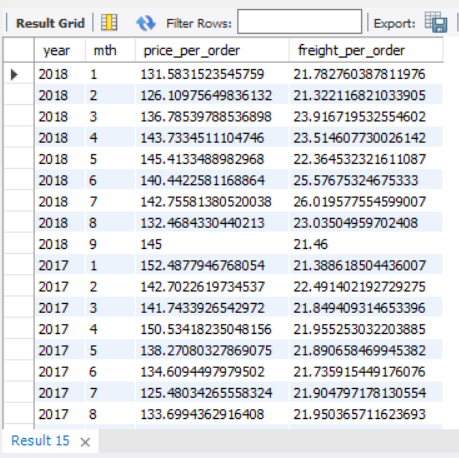 Result Grid Filter Rows: Export:
year mth price_per_order freight_per_order
2018 1 131.5831523545759 21.782760387811976
2018 2 126.10975649836132 21.322116821033905
2018 3 136.78539788536898 23.916719532554602
2018 4 143.7334511104746 23.514607730026142
2018 5 145.4133488982968 22.364532321611087
2018 6 140.4422581168864 25.57675324675333
2018 7 142.75581380520038 26.019577554599007
2018 8 132.4684330440213 23.03504959702408
2018 9 145 21.46
2017 1 152.4877946768054 21.388618504436007
2017 2 142.7022619734537 22.491402192729275
2017 3 141.7433926542972 21.849409314653396
2017 4 150.53418235048156 21.955253032203885
2017 5 138.27080327869075 21.890658469945382
2017 6 134.6094497979502 21.735915449176076
2017 7 125.48034265558324 21.904797178130554
2017 8 133.6994362916408 21.950365711623693
Result 15